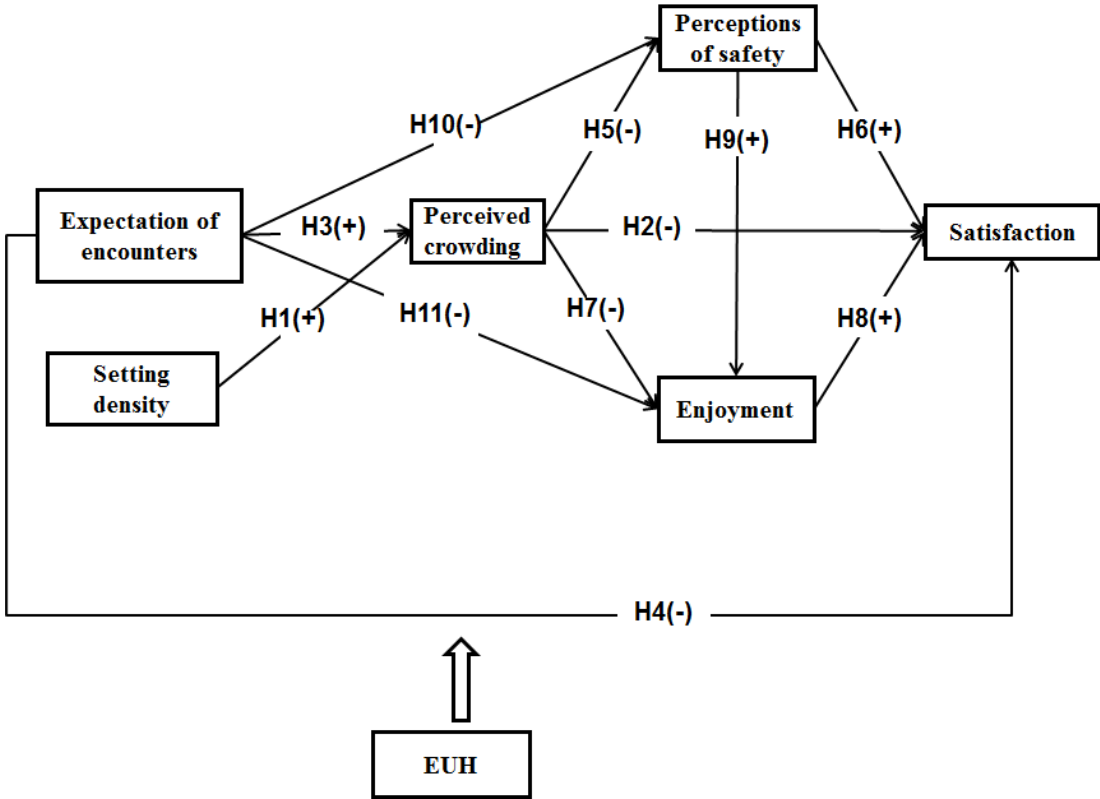 Perceptions
of safety
H10(-)
H5(-)
H9(+)
H6(+)
Expectation of
encounters
H3(+)
Perceived
crowding
H2(-)
Satisfaction
H1(+)
H11(-)
H7(-)
H8(+)
Setting
density
Enjoyment
H4(-)
EUH